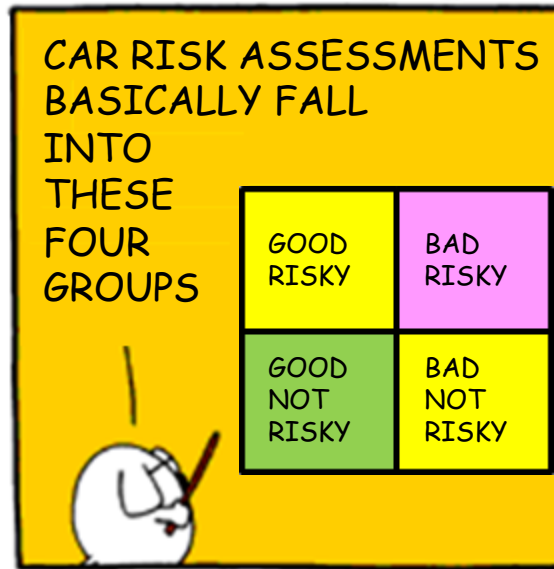 CAR RISK ASSESSMENTS
BASICALLY FALL
INTO
THESE
FOUR
GROUPS
GOOD
RISKY
BAD
RISKY
GOOD
NOT
RISKY
BAD
NOT
RISKY